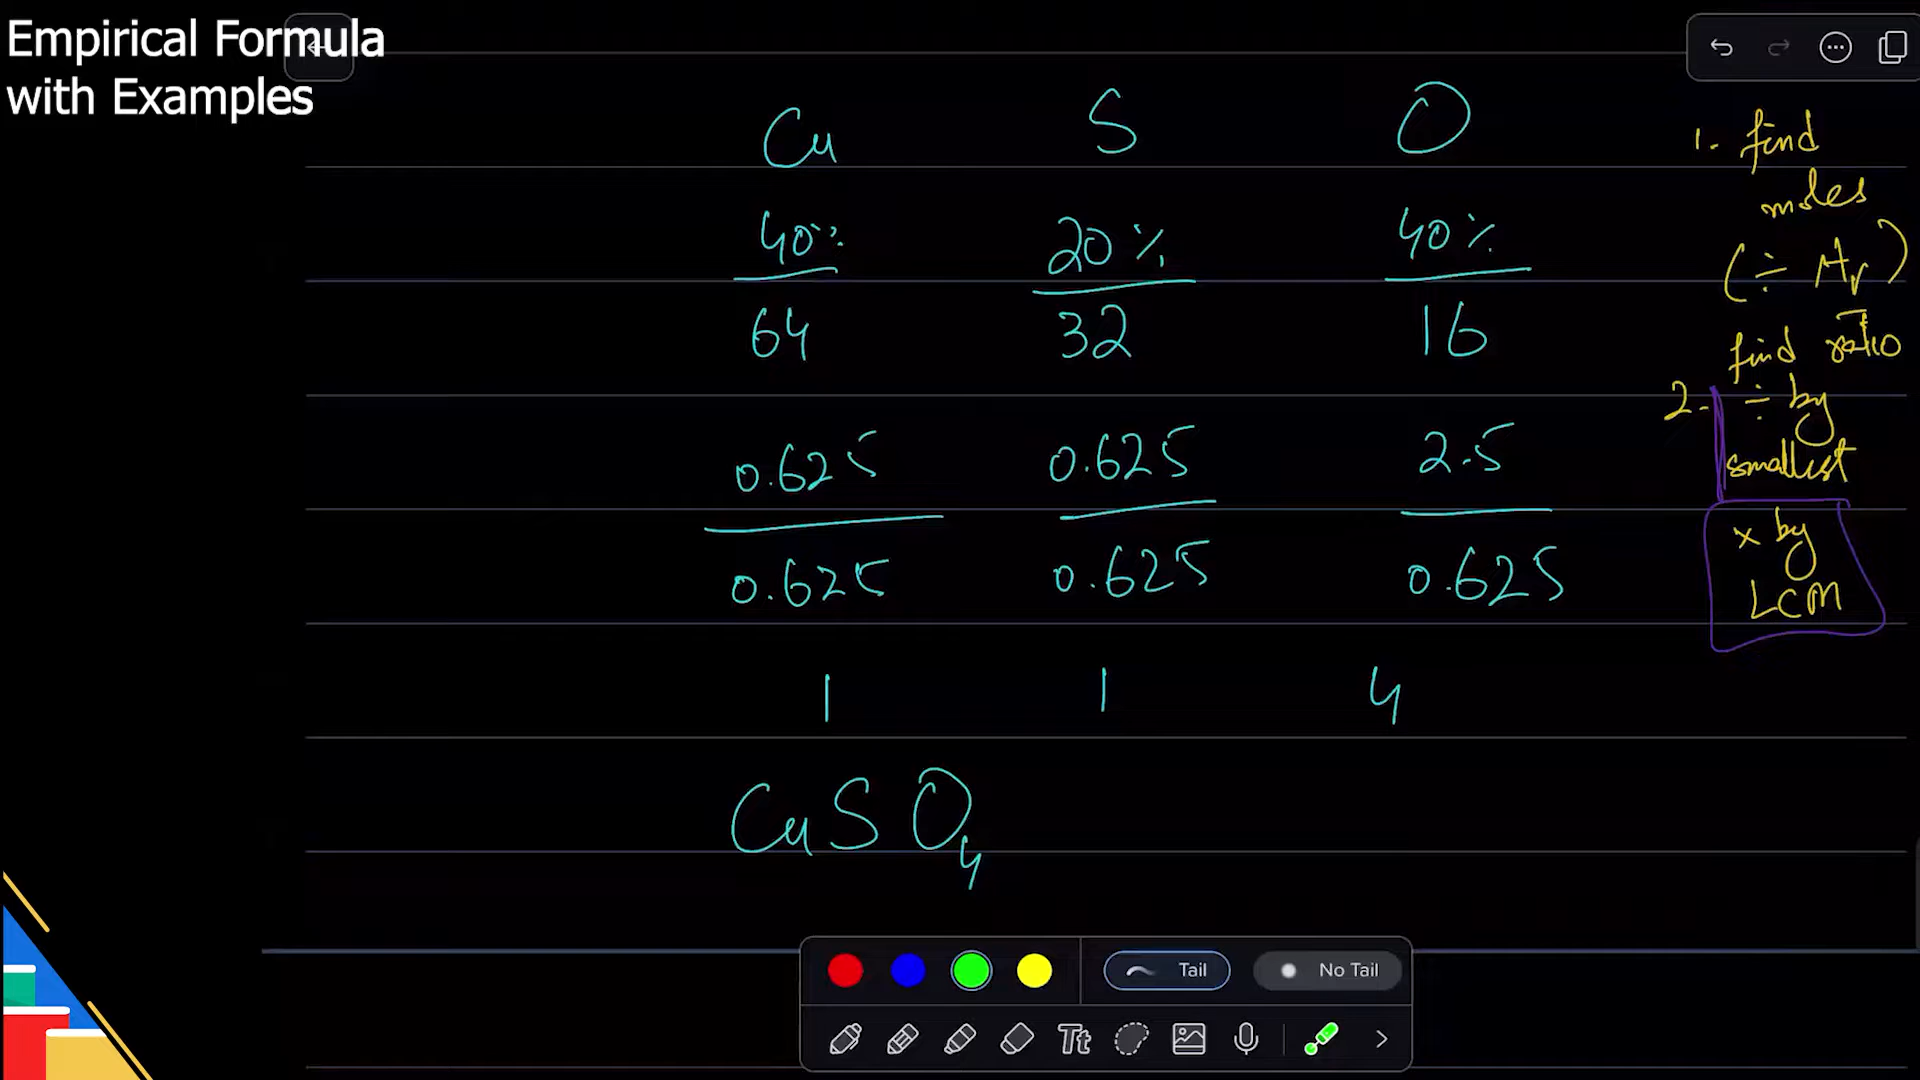 Empirical Formula
with Examples
Cu S O
40% 20% 40%
64 32 16
0.625 0.625 2.5
0.625 0.625 0.625
1 1 4
CuSO4
1. find
moles
(÷ Ar)
find ratio
2. ÷ by
smallest
x by
LCM
Tail No Tail
Tt